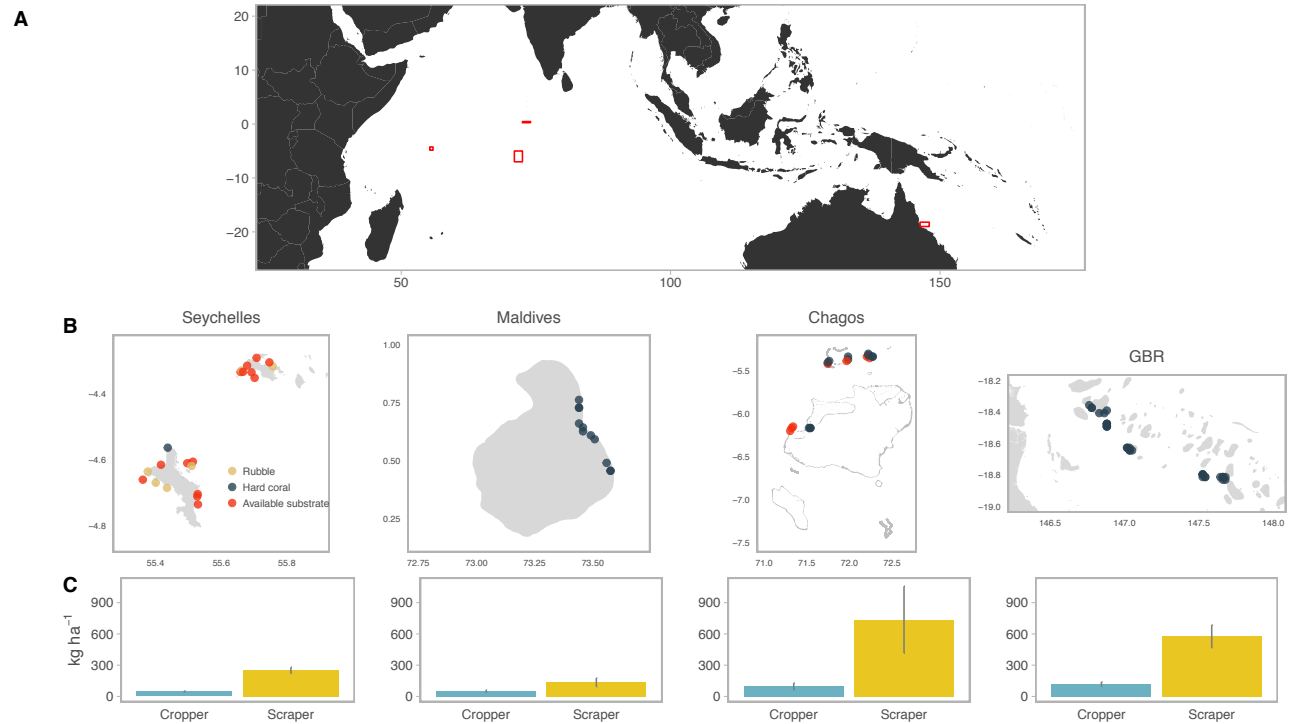 A
20
10
0
−10
−20
50 100 150
B
Seychelles
−4.4
−4.6
−4.8
55.4 55.6 55.8
Rubble
Hard coral
Available substrate
Maldives
1.00
0.75
0.50
0.25
72.75 73.00 73.25 73.50
Chagos
−5.5
−6.0
−6.5
−7.0
−7.5
71.0 71.5 72.0 72.5
GBR
−18.2
−18.4
−18.6
−18.8
−19.0
146.5 147.0 147.5 148.0
C
kg ha⁻¹
900
600
300
0
Cropper Scraper
900
600
300
0
Cropper Scraper
900
600
300
0
Cropper Scraper
900
600
300
0
Cropper Scraper